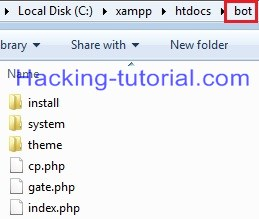 Local Disk (C:) xampp htdocs bot
ibrary Share with New folder
Name
Hacking-tutorial.com
install
system
theme
cp.php
gate.php
index.php